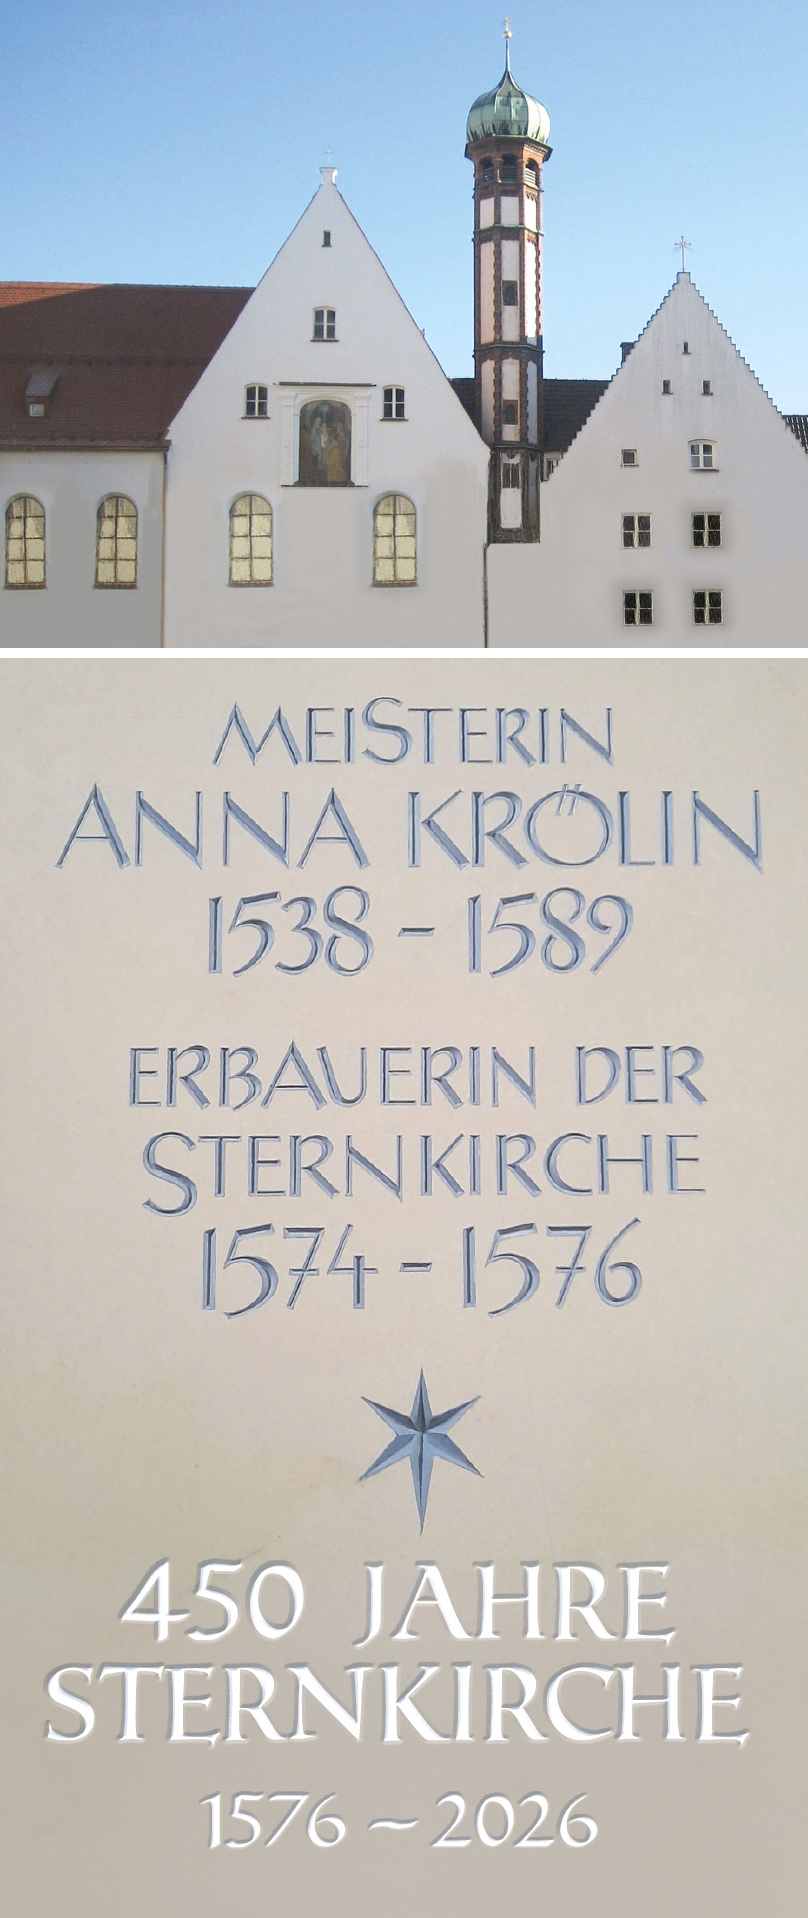 MEISTERIN
ANNA KRÖLIN
1538 - 1589
ERBAUERIN DER
STERNKIRCHE
1574 - 1576
450 JAHRE
STERNKIRCHE
1576 ~ 2026